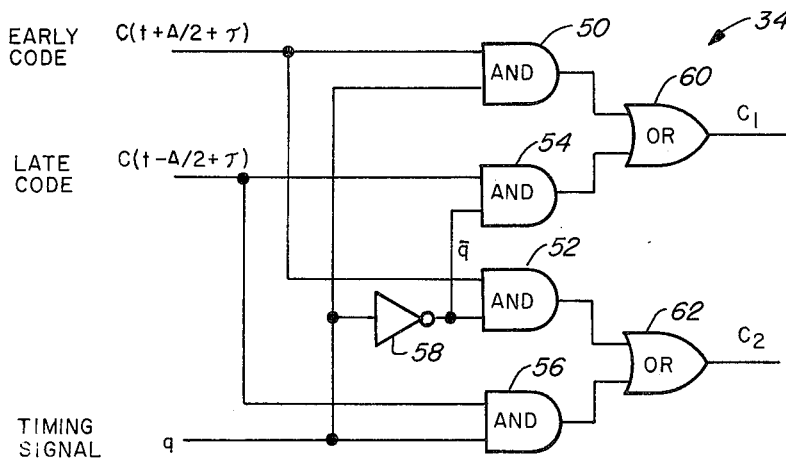 EARLY CODE
C(t+Δ/2+τ)
50
AND
34
60
OR
C1
LATE CODE
C(t-Δ/2+τ)
54
AND
q̄
52
AND
58
62
OR
C2
56
AND
TIMING SIGNAL
q